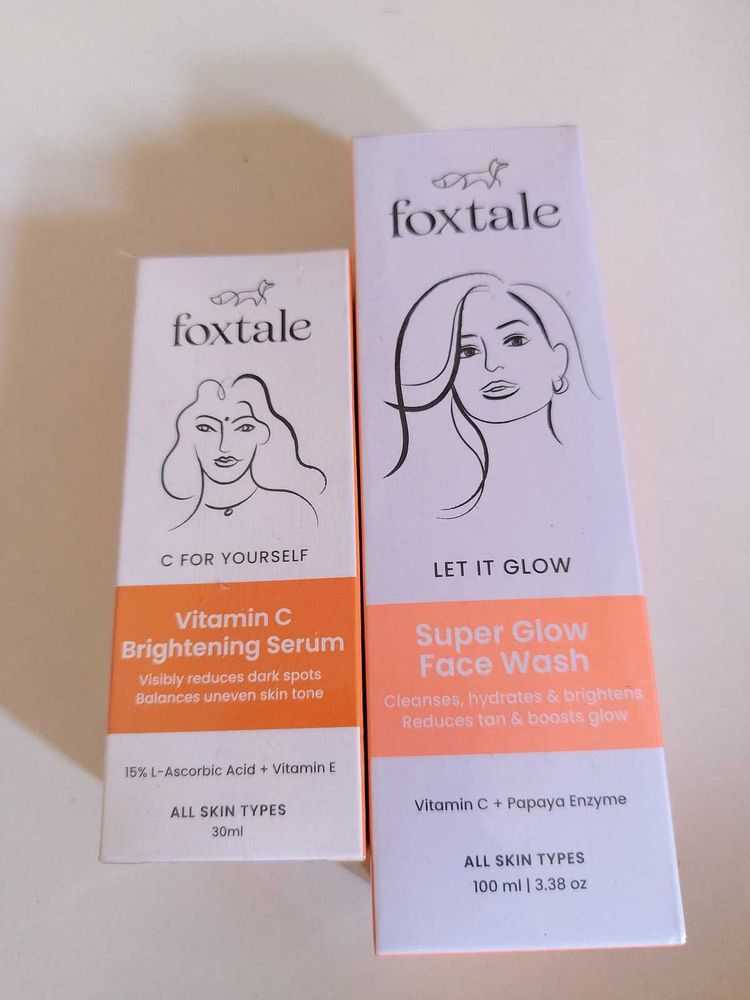 foxtale
C FOR YOURSELF
Vitamin C
Brightening Serum
Visibly reduces dark spots
Balances uneven skin tone
15% L-Ascorbic Acid + Vitamin E
ALL SKIN TYPES
30ml
foxtale
LET IT GLOW
Super Glow
Face Wash
Cleanses, hydrates & brightens
Reduces tan & boosts glow
Vitamin C + Papaya Enzyme
ALL SKIN TYPES
100 ml | 3.38 oz